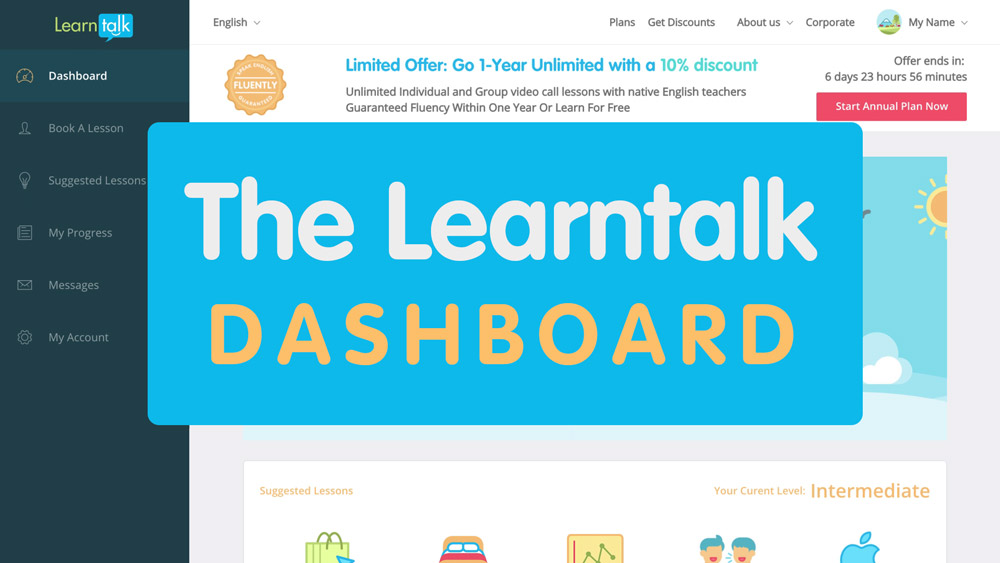 Learn talk
English
Plans Get Discounts About us Corporate My Name
Dashboard
Book A Lesson
Suggested Lessons
My Progress
Messages
My Account
SPEAK ENGLISH
FLUENTLY
GUARANTEED
Limited Offer: Go 1-Year Unlimited with a 10% discount
Unlimited Individual and Group video call lessons with native English teachers
Guaranteed Fluency Within One Year Or Learn For Free
Offer ends in:
6 days 23 hours 56 minutes
Start Annual Plan Now
The Learntalk
DASHBOARD
Suggested Lessons
Your Curent Level: Intermediate